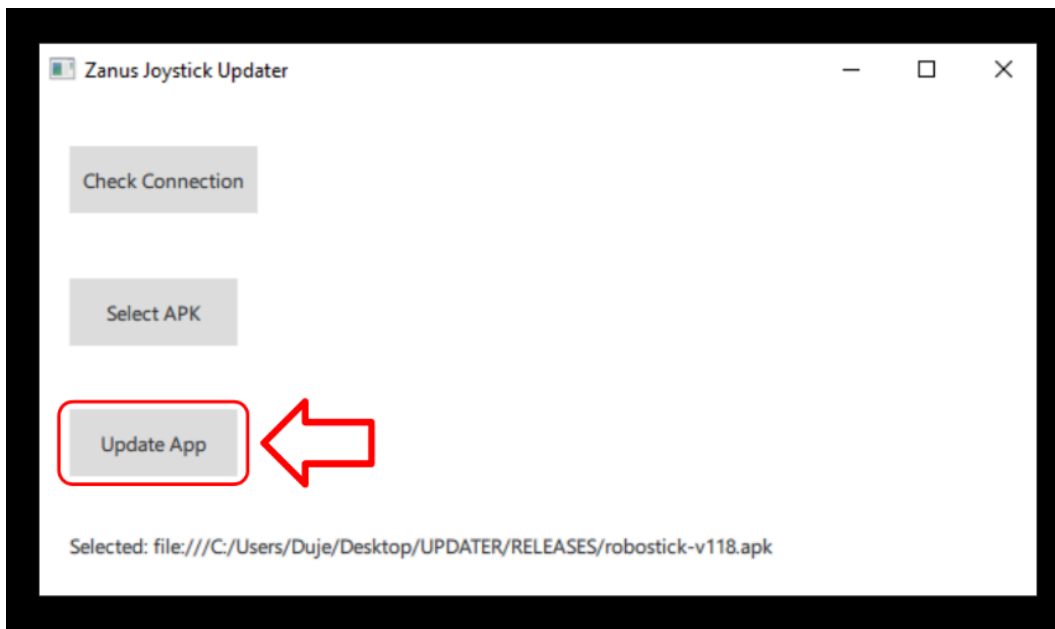 Zanus Joystick Updater
Check Connection
Select APK
Update App
Selected: file:///C:/Users/Duje/Desktop/UPDATER/RELEASES/robostick-v118.apk